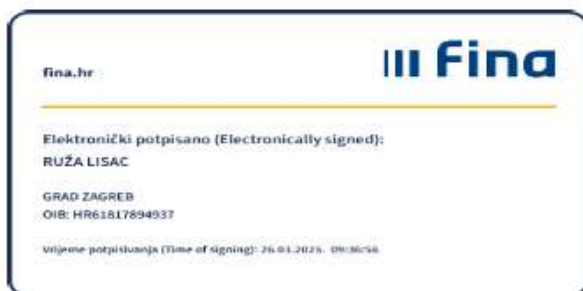 fina.hr
fina
Elektronički potpisano (Electronically signed):
RUŽA LISAC
GRAD ZAGREB
OIB: HR61817894937
Vrijeme potpisivanja (Time of signing): 26.03.2025. 09:36:56